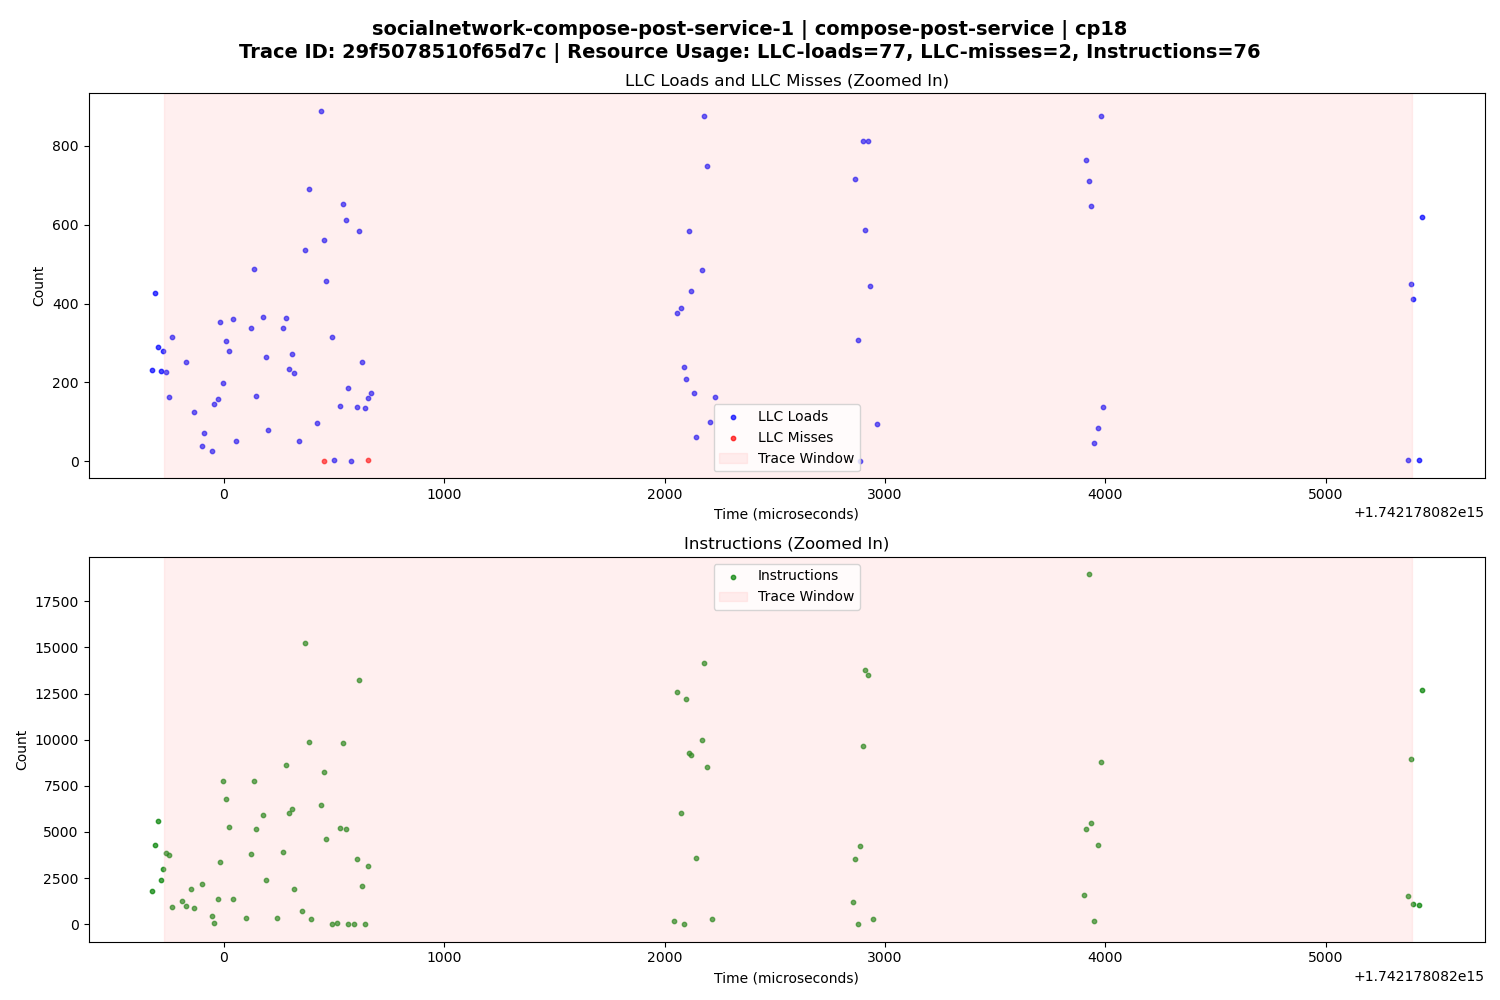 socialnetwork-compose-post-service-1 | compose-post-service | cp18
Trace ID: 29f5078510f65d7c | Resource Usage: LLC-loads=77, LLC-misses=2, Instructions=76
LLC Loads and LLC Misses (Zoomed In)
800
600
400
200
0
Count
LLC Loads
LLC Misses
Trace Window
0 1000 2000 3000 4000 5000
Time (microseconds)
+1.742178082e15
Instructions (Zoomed In)
17500
15000
12500
10000
7500
5000
2500
0
Count
Instructions
Trace Window
0 1000 2000 3000 4000 5000
Time (microseconds)
+1.742178082e15